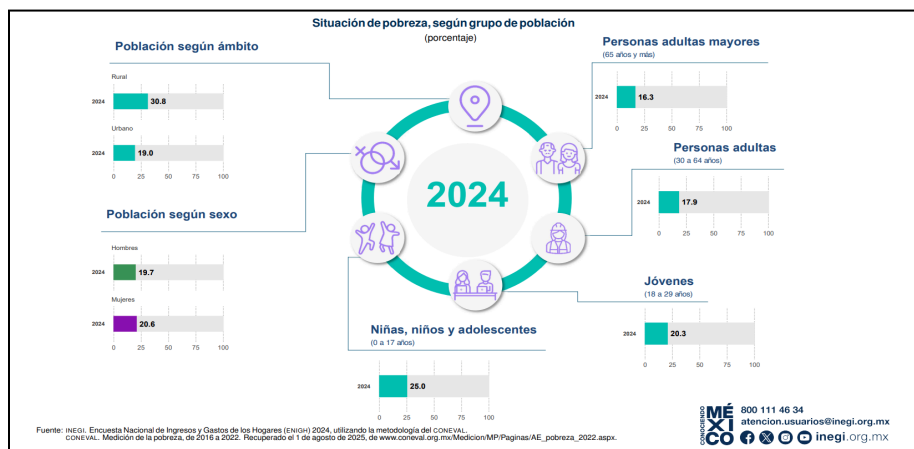 Situación de pobreza, según grupo de población
(porcentaje)
Población según ámbito
Rural
2024
30.8
Urbano
2024
19.0
0 25 50 75 100
Población según sexo
Hombres
2024
19.7
Mujeres
2024
20.6
0 25 50 75 100
2024
Niñas, niños y adolescentes
(0 a 17 años)
2024
25.0
0 25 50 75 100
Personas adultas mayores
(65 años y más)
2024
16.3
0 25 50 75 100
Personas adultas
(30 a 64 años)
2024
17.9
0 25 50 75 100
Jóvenes
(18 a 29 años)
2024
20.3
0 25 50 75 100
Fuente: INEGI. Encuesta Nacional de Ingresos y Gastos de los Hogares (ENIGH) 2024, utilizando la metodología del CONEVAL.
CONEVAL. Medición de la pobreza, de 2016 a 2022. Recuperado el 1 de agosto de 2025, de www.coneval.org.mx/Medicion/MP/Paginas/AE_pobreza_2022.aspx.
CONOCIENDO
MÉ
XI
CO
800 111 46 34
atencion.usuarios@inegi.org.mx
inegi.org.mx